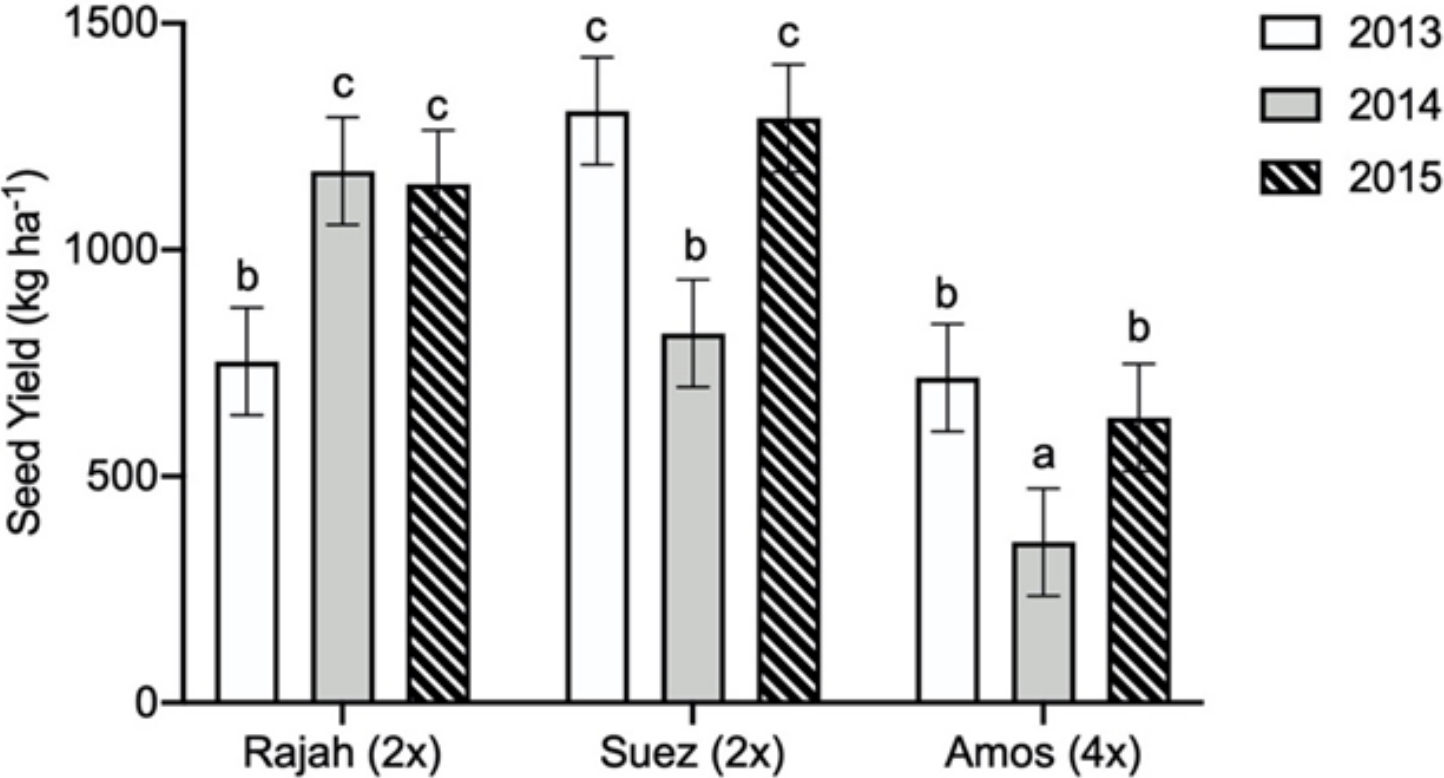 Seed Yield (kg ha-1)
1500
1000
500
0
b
c
c
c
b
c
b
a
b
Rajah (2x)
Suez (2x)
Amos (4x)
2013
2014
2015